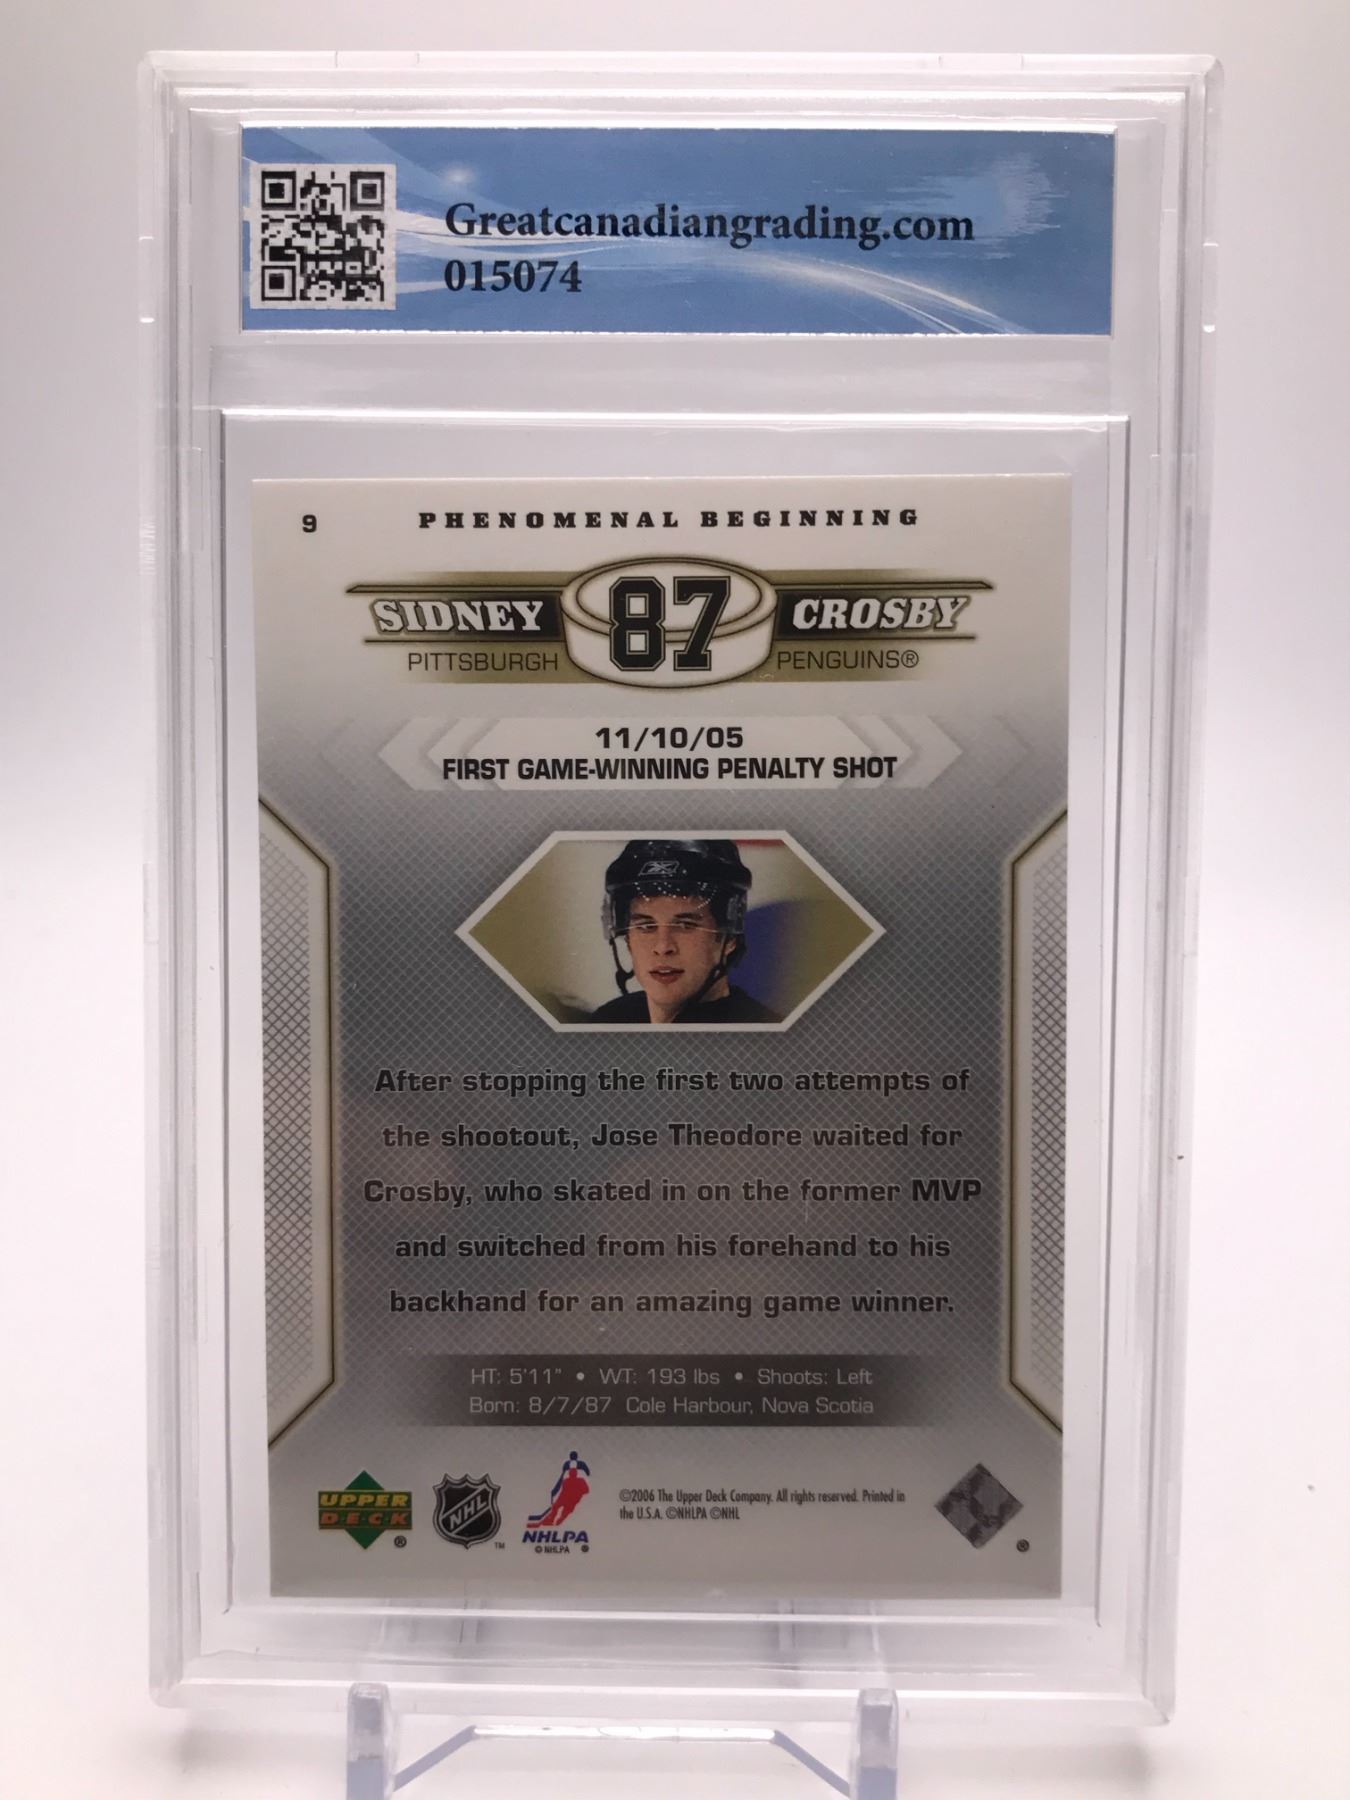 Greatcanadiangrading.com
015074
9
PHENOMENAL BEGINNING
SIDNEY 87 CROSBY
PITTSBURGH PENGUINS®
11/10/05
FIRST GAME-WINNING PENALTY SHOT
After stopping the first two attempts of
the shootout, Jose Theodore waited for
Crosby, who skated in on the former MVP
and switched from his forehand to his
backhand for an amazing game winner.
HT: 5'11" • WT: 193 lbs • Shoots: Left
Born: 8/7/87 Cole Harbour, Nova Scotia
UPPER
DECK
®
NHL
TM
NHLPA
© NHLPA ®
©2006 The Upper Deck Company. All rights reserved. Printed in
the U.S.A. ©NHLPA ©NHL
®